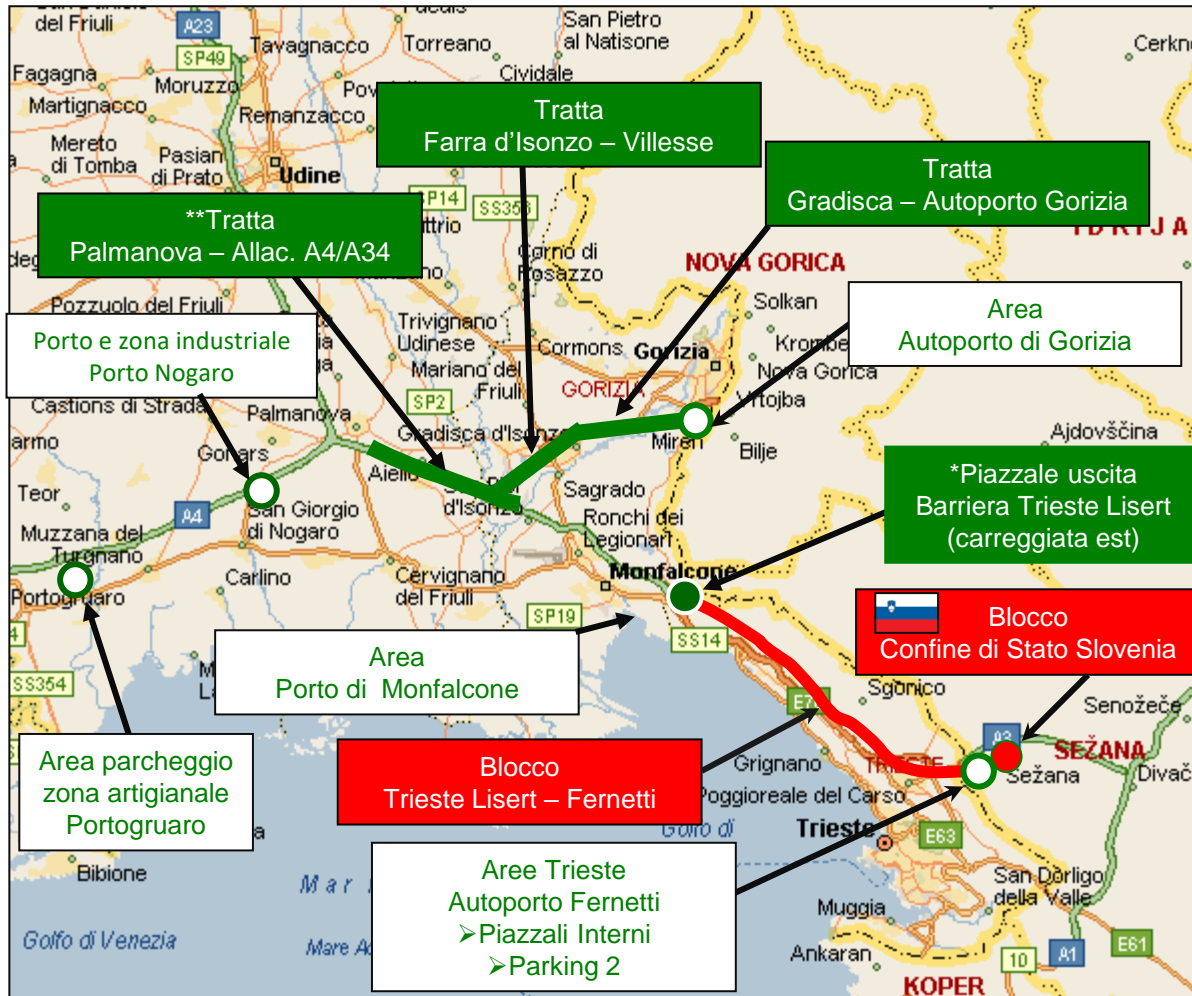 del Friuli
A23
Tavagnacco
Torreano
San Pietro
al Natisone
SP49
Fagagna
Moruzzo
Cividale
Martignacco
Remanzacco
Mereto
di Tomba
Pasian
di Prato
Udine
Tratta
Farra d'Isonzo – Villesse
Tratta
Gradisca – Autoporto Gorizia
SP14
SS356
**Tratta
Palmanova – Allac. A4/A34
Corno di
Rosazzo
NOVA GORICA
Pozzuolo del Friuli
Solkan
Trivignano
Udinese
Cormons
Gorizia
Nova Gorica
Area
Autoporto di Gorizia
Porto e zona industriale
Porto Nogaro
Mariano del
Friuli
GORIZIA
Vrtojba
Castions di Strada
Palmanova
SP2
Gradisca d'Isonzo
Miren
Bilje
Ajdovščina
Gonars
Aiello
Teor
A4
San Giorgio
di Nogaro
d'Isonzo
Sagrado
Ronchi dei
Legionari
*Piazzale uscita
Barriera Trieste Lisert
(carreggiata est)
Muzzana del
Turgnano
Carlino
Cervignano
del Friuli
Monfalcone
Portogruaro
SP19
SS14
Blocco
Confine di Stato Slovenia
Area
Porto di Monfalcone
SS354
Sgonico
Senožeče
SEŽANA
Area parcheggio
zona artigianale
Portogruaro
Blocco
Trieste Lisert – Fernetti
Grignano
TRIESTE
Sežana
Poggioreale del Carso
Golfo di
Trieste
E63
Bibione
Aree Trieste
Autoporto Fernetti
➢Piazzali Interni
➢Parking 2
San Dorligo
della Valle
Muggia
Golfo di Venezia
Ankaran
10
A1
E61
KOPER